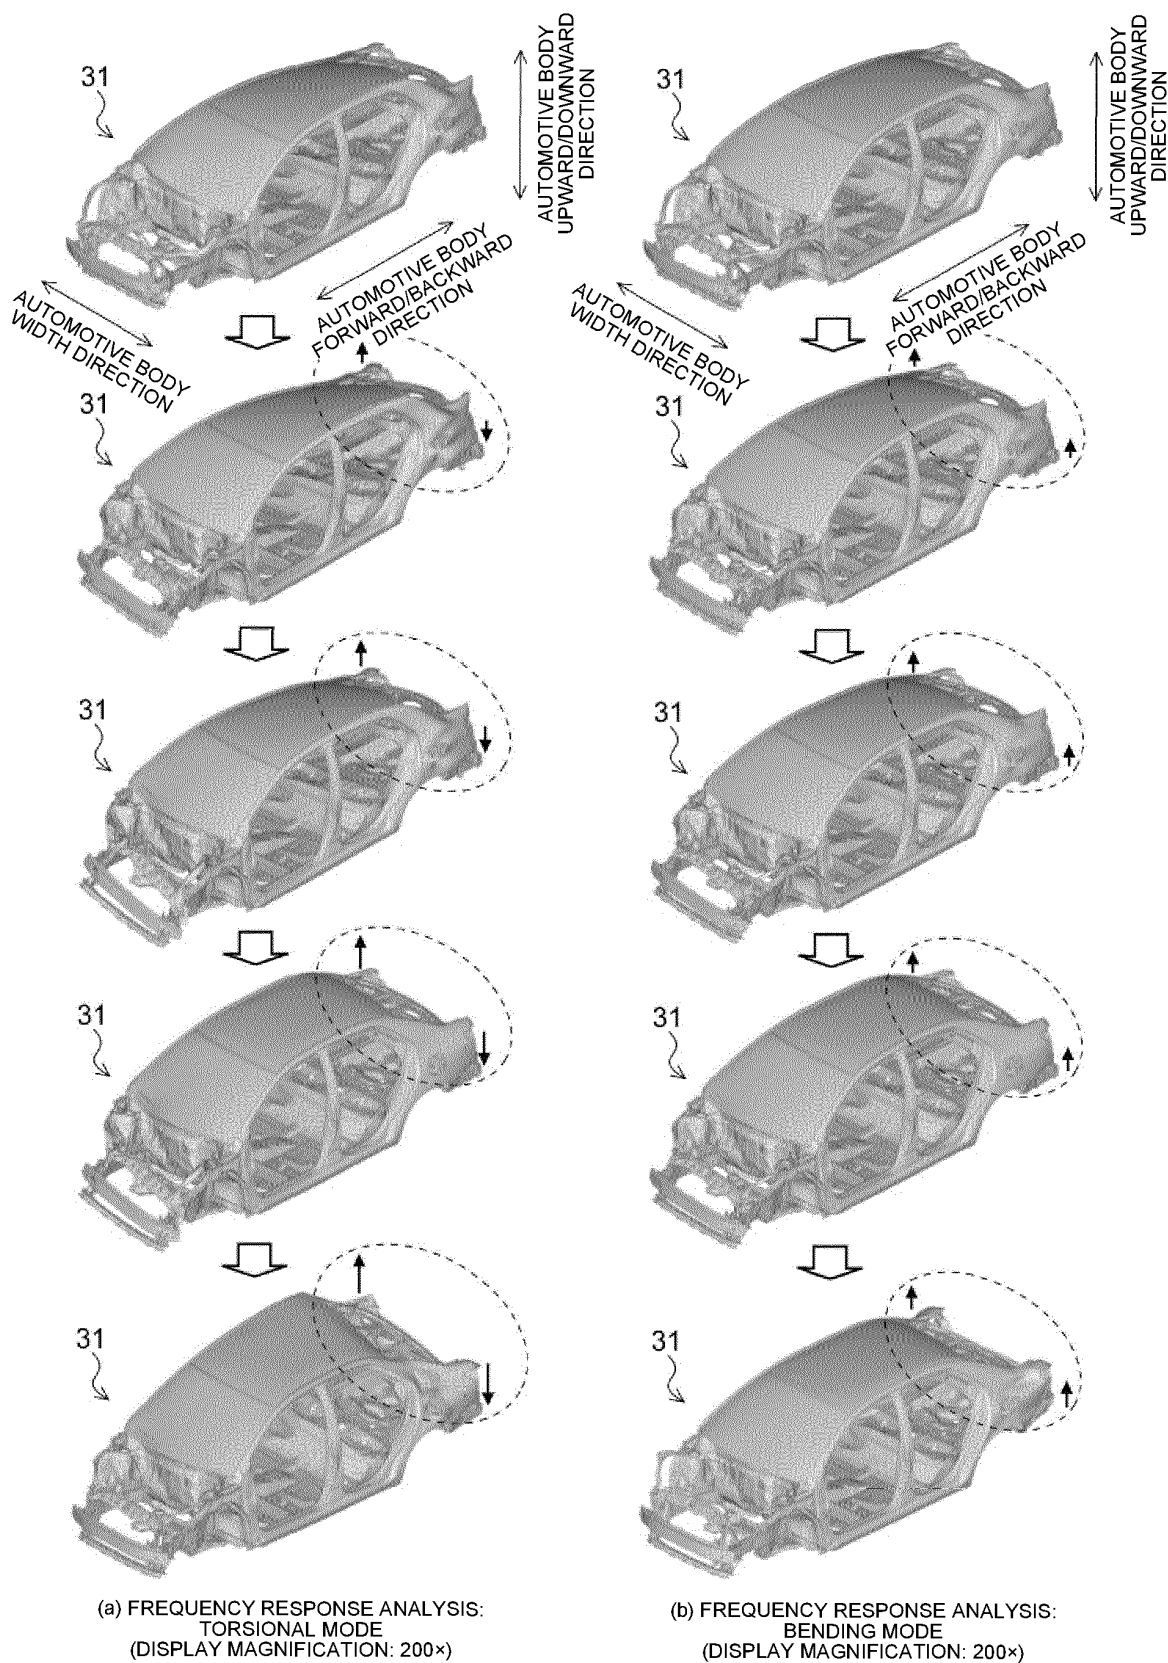 31
AUTOMOTIVE BODY
UPWARD/DOWNWARD
DIRECTION
AUTOMOTIVE BODY
FORWARD/BACKWARD
DIRECTION
AUTOMOTIVE BODY
WIDTH DIRECTION
31
31
31
31
(a) FREQUENCY RESPONSE ANALYSIS:
TORSIONAL MODE
(DISPLAY MAGNIFICATION: 200×)
31
AUTOMOTIVE BODY
UPWARD/DOWNWARD
DIRECTION
AUTOMOTIVE BODY
FORWARD/BACKWARD
DIRECTION
AUTOMOTIVE BODY
WIDTH DIRECTION
31
31
31
31
(b) FREQUENCY RESPONSE ANALYSIS:
BENDING MODE
(DISPLAY MAGNIFICATION: 200×)